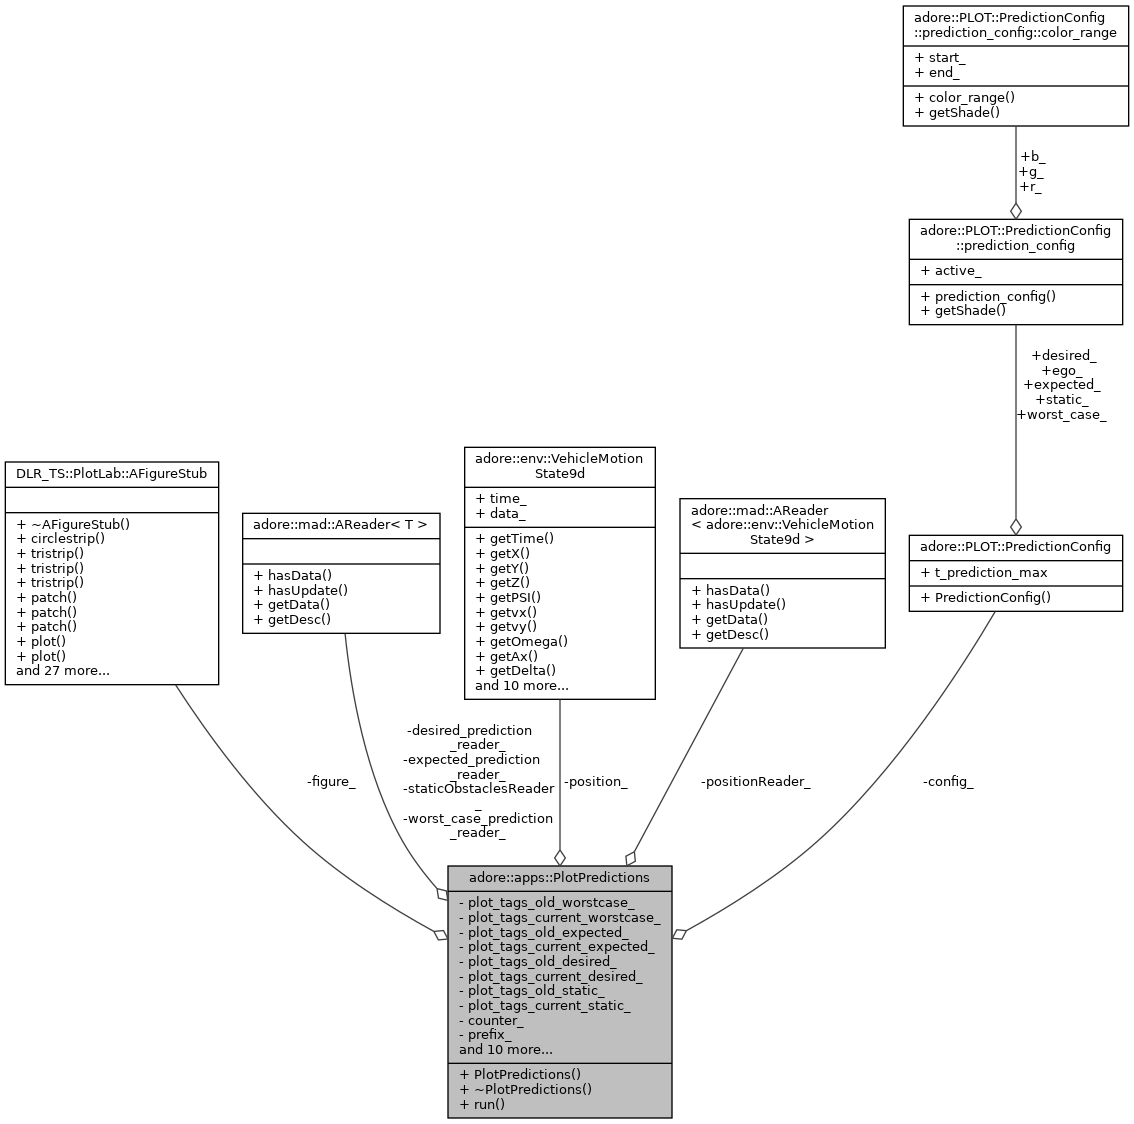 adore::PLOT::PredictionConfig
::prediction_config::color_range
+ start_
+ end_
+ color_range()
+ getShade()
+b_
+g_
+r_
adore::PLOT::PredictionConfig
::prediction_config
+ active_
+ prediction_config()
+ getShade()
+desired_
+ego_
+expected_
+static_
+worst_case_
DLR_TS::PlotLab::AFigureStub
+ ~AFigureStub()
+ circlestrip()
+ tristrip()
+ tristrip()
+ tristrip()
+ patch()
+ patch()
+ patch()
+ plot()
+ plot()
and 27 more...
adore::mad::AReader< T >
+ hasData()
+ hasUpdate()
+ getData()
+ getDesc()
adore::env::VehicleMotion
State9d
+ time_
+ data_
+ getTime()
+ getX()
+ getY()
+ getZ()
+ getPSI()
+ getvx()
+ getvy()
+ getOmega()
+ getAx()
+ getDelta()
and 10 more...
adore::mad::AReader
< adore::env::VehicleMotion
State9d >
+ hasData()
+ hasUpdate()
+ getData()
+ getDesc()
adore::PLOT::PredictionConfig
+ t_prediction_max
+ PredictionConfig()
-figure_
-desired_prediction
_reader_
-expected_prediction
_reader_
-staticObstaclesReader
_
-worst_case_prediction
_reader_
-position_
-positionReader_
-config_
adore::apps::PlotPredictions
- plot_tags_old_worstcase_
- plot_tags_current_worstcase_
- plot_tags_old_expected_
- plot_tags_current_expected_
- plot_tags_old_desired_
- plot_tags_current_desired_
- plot_tags_old_static_
- plot_tags_current_static_
- counter_
- prefix_
and 10 more...
+ PlotPredictions()
+ ~PlotPredictions()
+ run()